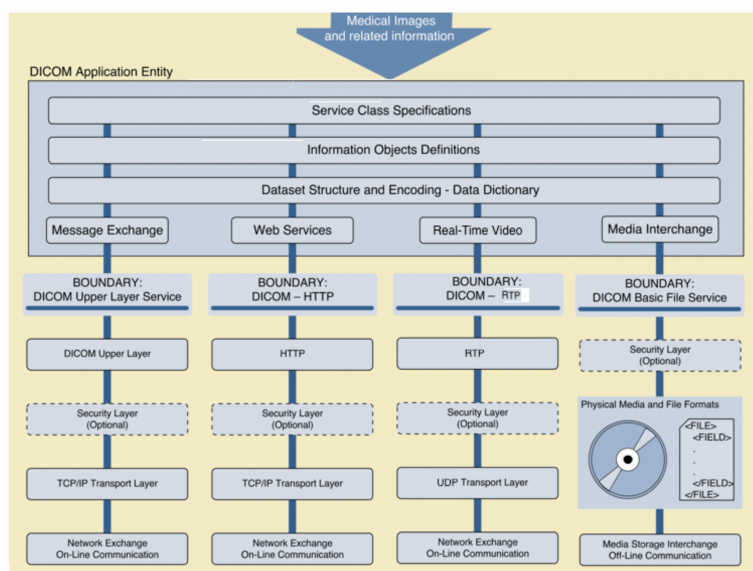 Medical Images
and related information
DICOM Application Entity
Service Class Specifications
Information Objects Definitions
Dataset Structure and Encoding - Data Dictionary
Message Exchange
Web Services
Real-Time Video
Media Interchange
BOUNDARY:
DICOM Upper Layer Service
BOUNDARY:
DICOM – HTTP
BOUNDARY:
DICOM – RTP
BOUNDARY:
DICOM Basic File Service
DICOM Upper Layer
HTTP
RTP
Security Layer
(Optional)
Security Layer
(Optional)
Security Layer
(Optional)
Security Layer
(Optional)
Physical Media and File Formats
<FILE>
<FIELD>
.
.
.
</FIELD>
</FILE>
TCP/IP Transport Layer
TCP/IP Transport Layer
UDP Transport Layer
Network Exchange
On-Line Communication
Network Exchange
On-Line Communication
Network Exchange
On-Line Communication
Media Storage Interchange
Off-Line Communication